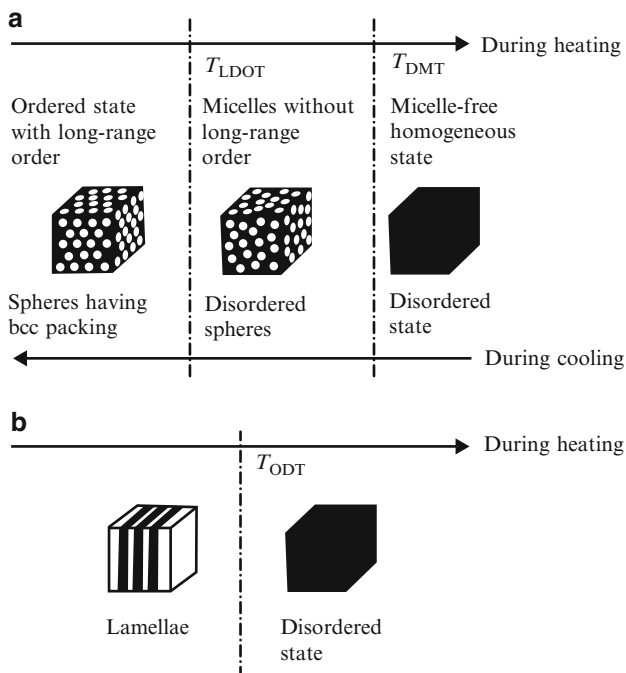 a
During heating
T_LDOT
T_DMT
Ordered state
with long-range
order
Micelles without
long-range
order
Micelle-free
homogeneous
state
Spheres having
bcc packing
Disordered
spheres
Disordered
state
During cooling
b
During heating
T_ODT
Lamellae
Disordered
state